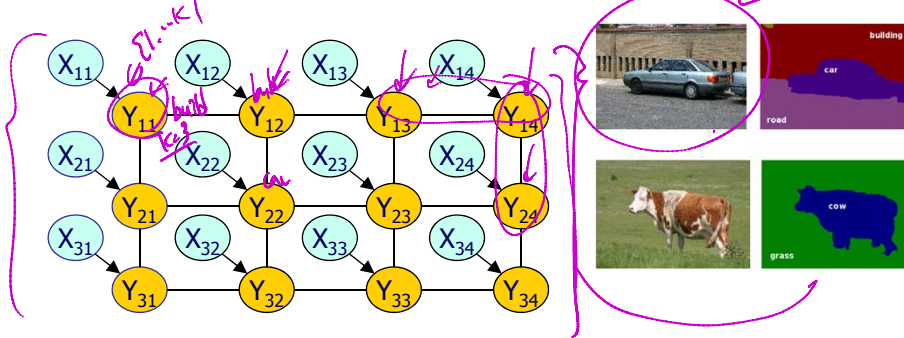 {1...K}
X11 X12 X13 X14
building
car
Y11 build Y12 Y13 Y14
road
K=3
X21 X22 X23 X24
Y21 Y22 Y23 Y24
cow
X31 X32 X33 X34
grass
Y31 Y32 Y33 Y34